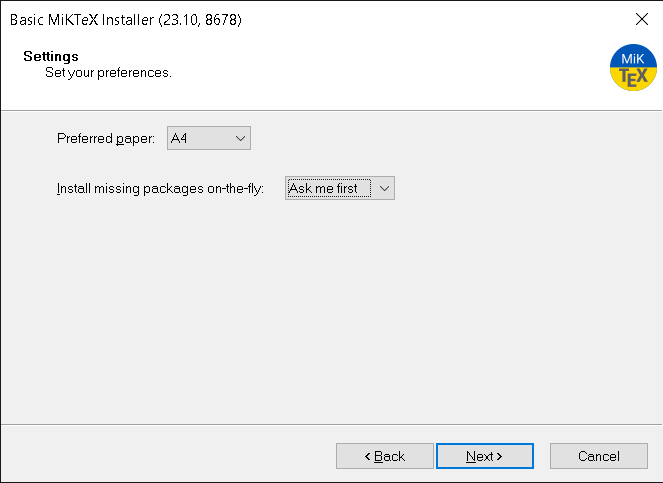 Basic MiKTeX Installer (23.10, 8678)
Settings
Set your preferences.
MiK
TEX
Preferred paper: A4
Install missing packages on-the-fly: Ask me first
< Back Next > Cancel